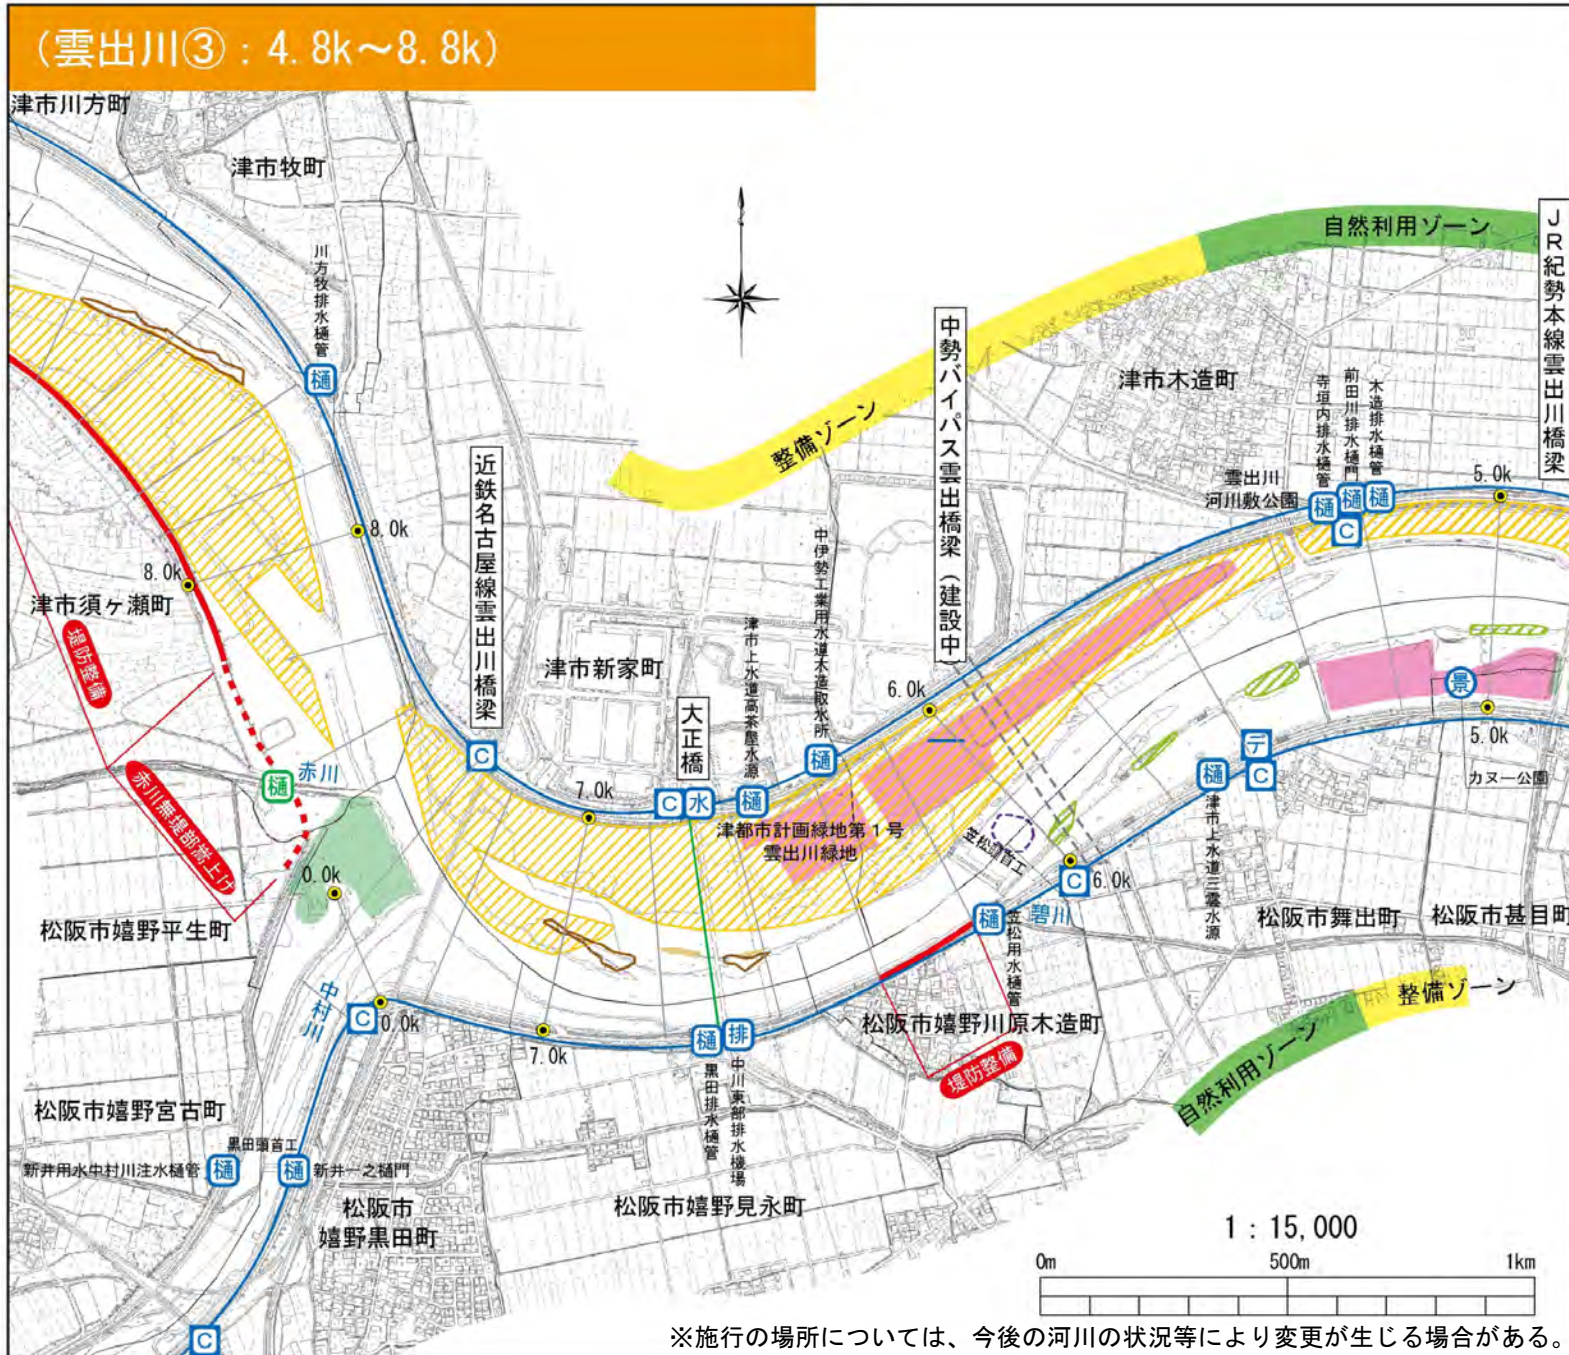 (雲出川③：4.8k～8.8k)
津市川方町
津市牧町
川方牧排水樋管
樋
自然利用ゾーン
整備ゾーン
JR紀勢本線雲出川橋梁
中勢バイパス雲出橋梁（建設中）
津市木造町
寺垣内排水樋管
前田川排水樋門
木造排水樋管
雲出川
河川敷公園
樋
樋
樋
C
5.0k
近鉄名古屋線雲出川橋梁
8.0k
8.0k
津市須ヶ瀬町
堤防整備
津市新家町
大正橋
津市上水道高茶屋水源
中伊勢工業用水道木造取水所
6.0k
C
7.0k
C
水
樋
樋
津都市計画緑地第1号
雲出川緑地
景
5.0k
カヌー公園
デ
C
樋
津市上水道三雲水源
赤川
樋
赤川無堤部嵩上げ
0.0k
笠松頭首工
C
6.0k
碧川
樋
笠松用水樋管
松阪市舞出町
松阪市甚目町
松阪市嬉野平生町
中村川
C
0.0k
7.0k
樋
排
黒田排水樋管
中川東部排水機場
松阪市嬉野川原木造町
堤防整備
整備ゾーン
自然利用ゾーン
松阪市嬉野宮古町
黒田頭首工
新井用水中村川注水樋管
樋
樋
新井一之樋門
松阪市
嬉野黒田町
松阪市嬉野見永町
C
1：15,000
0m
500m
1km
※施行の場所については、今後の河川の状況等により変更が生じる場合がある。